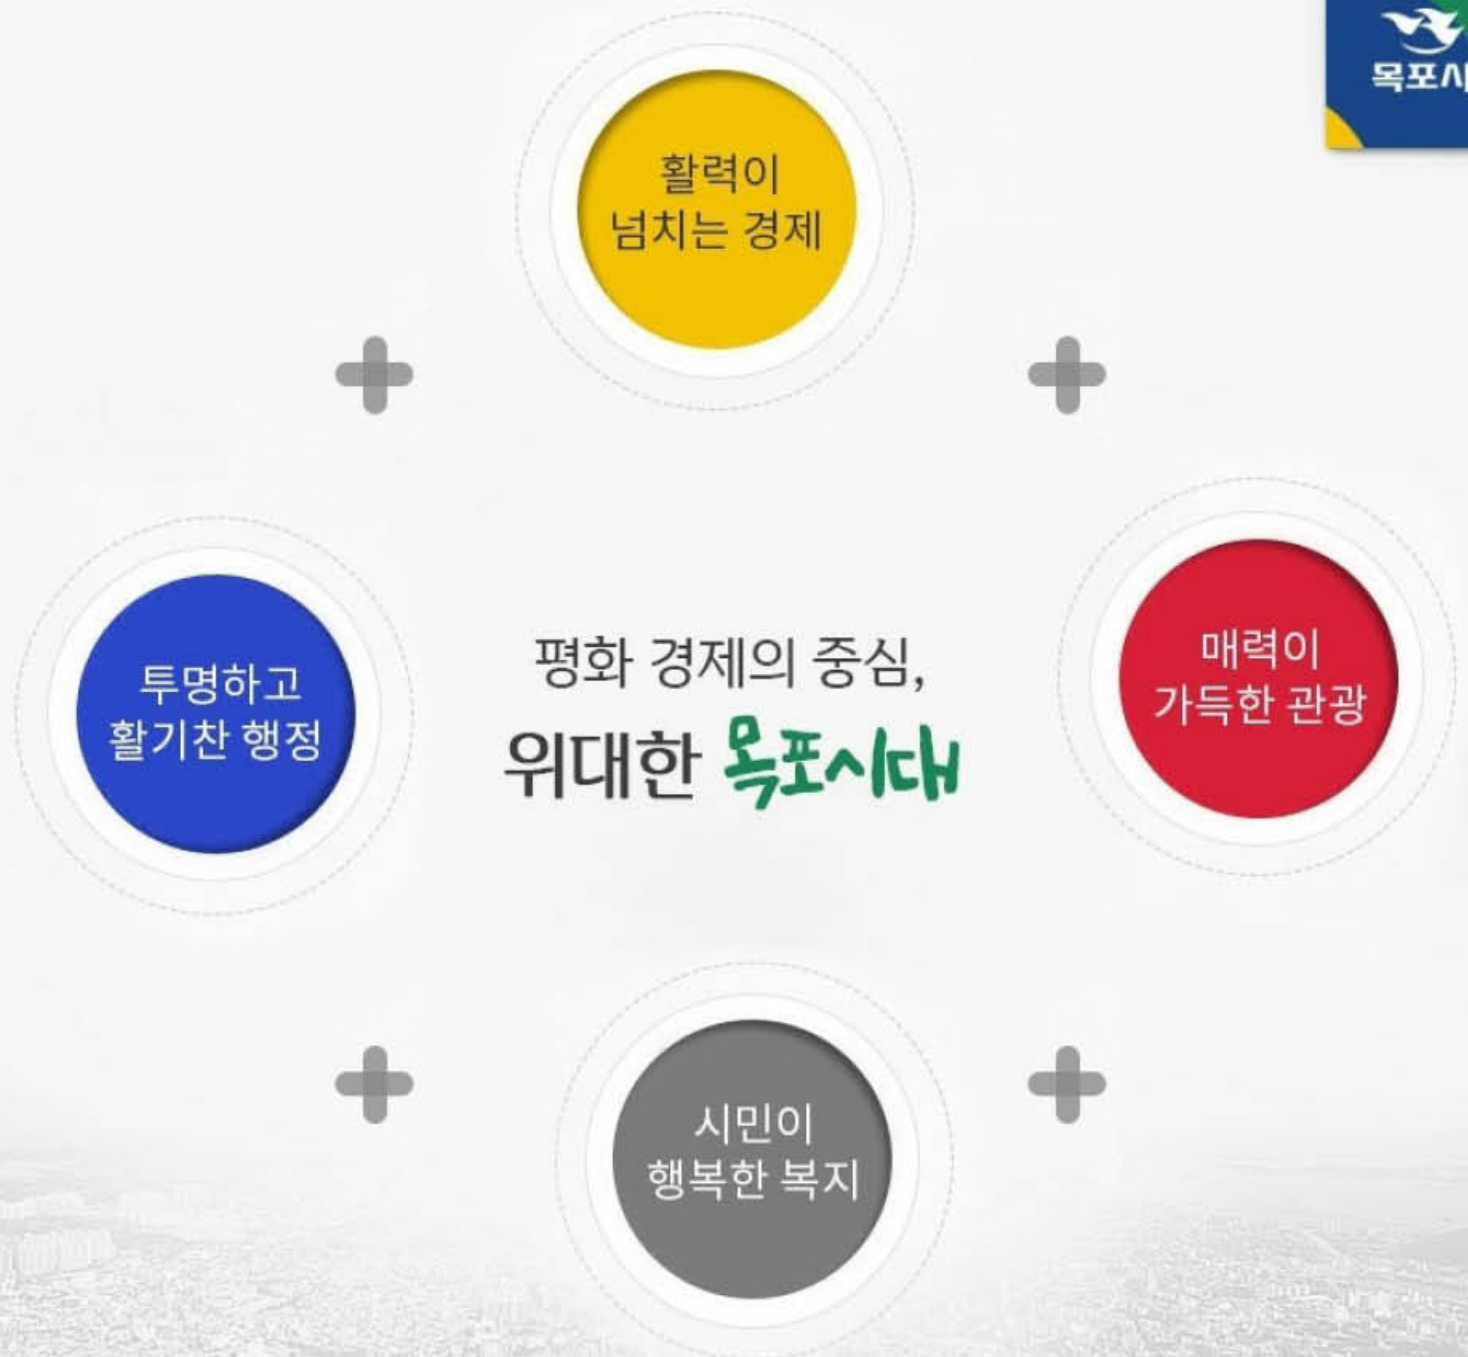 목포시
활력이
넘치는 경제
투명하고
활기찬 행정
평화 경제의 중심,
위대한 목포시대
매력이
가득한 관광
시민이
행복한 복지